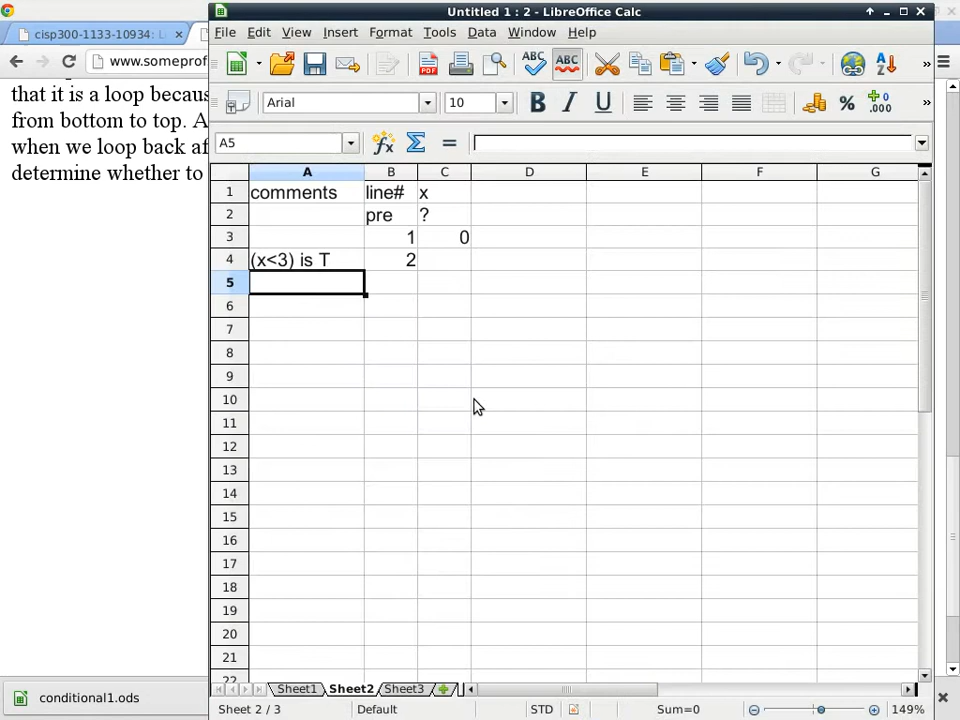 Untitled 1 : 2 - LibreOffice Calc
cisp300-1133-10934: L
File Edit View Insert Format Tools Data Window Help
www.someprof
Arial 10
A5
that it is a loop becaus
from bottom to top. A
when we loop back af
determine whether to
A B C D E F G
1 comments line# x
2 pre ?
3 1 0
4 (x<3) is T 2
5
6
7
8
9
10
11
12
13
14
15
16
17
18
19
20
21
22
Sheet1 Sheet2 Sheet3
conditional1.ods
Sheet 2 / 3 Default STD Sum=0 149%